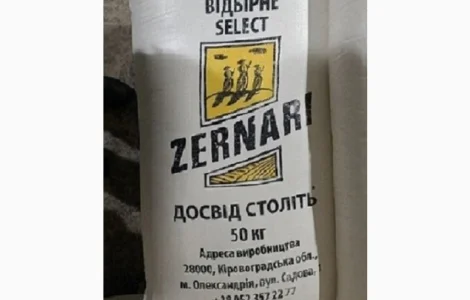 ВІДБІРНЕ
SELECT
ZERNARI
ДОСВІД СТОЛІТЬ
50 КГ
Адреса виробництва
28000, Кіровоградська обл.,
м. Олександрія, вул. Садова,